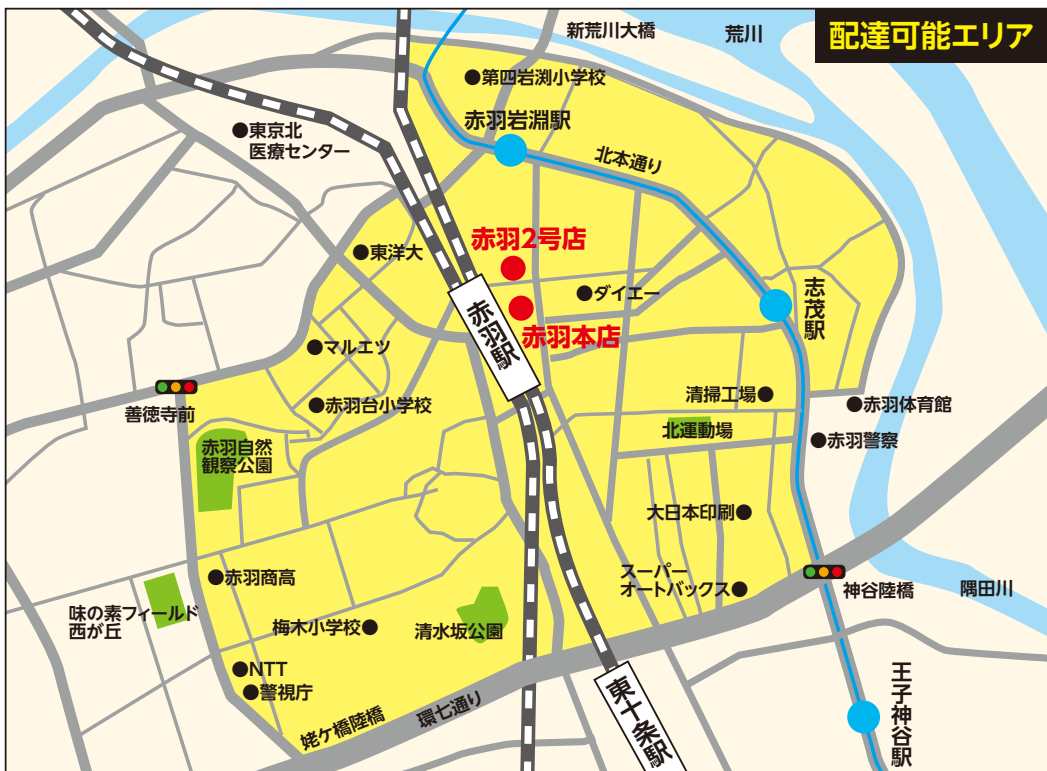 配達可能エリア
新荒川大橋
荒川
第四岩渕小学校
赤羽岩淵駅
東京北
医療センター
北本通り
東洋大
赤羽2号店
ダイエー
志茂駅
赤羽駅
赤羽本店
マルエツ
善徳寺前
赤羽台小学校
清掃工場
赤羽体育館
赤羽自然
観察公園
北運動場
赤羽警察
大日本印刷
スーパー
オートバックス
赤羽商高
神谷陸橋
隅田川
味の素フィールド
西が丘
梅木小学校
清水坂公園
NTT
警視庁
姥ケ橋陸橋
環七通り
東十条駅
王子神谷駅